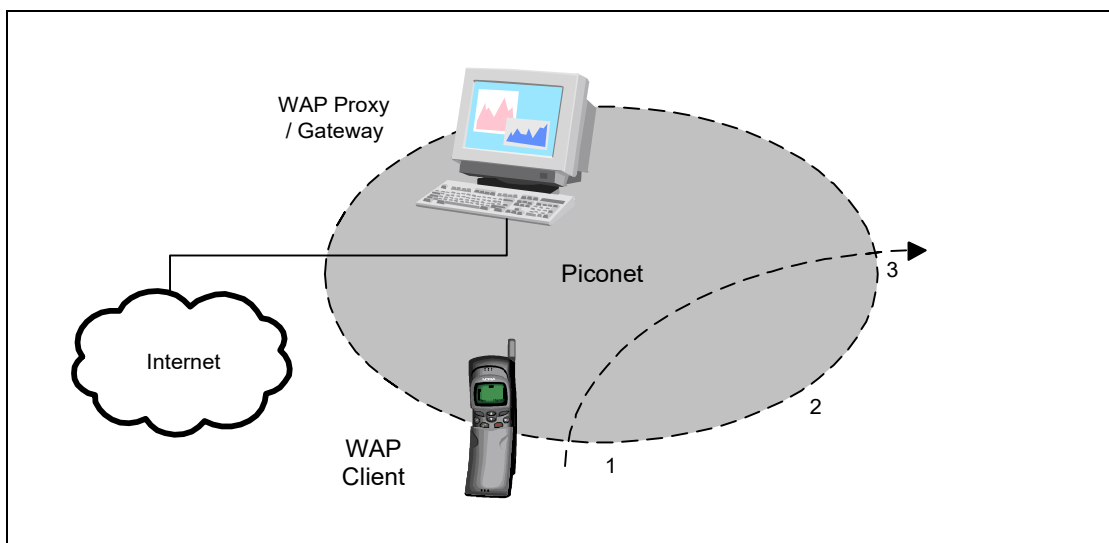 WAP Proxy
/ Gateway
Piconet
3
Internet
2
WAP
Client
1